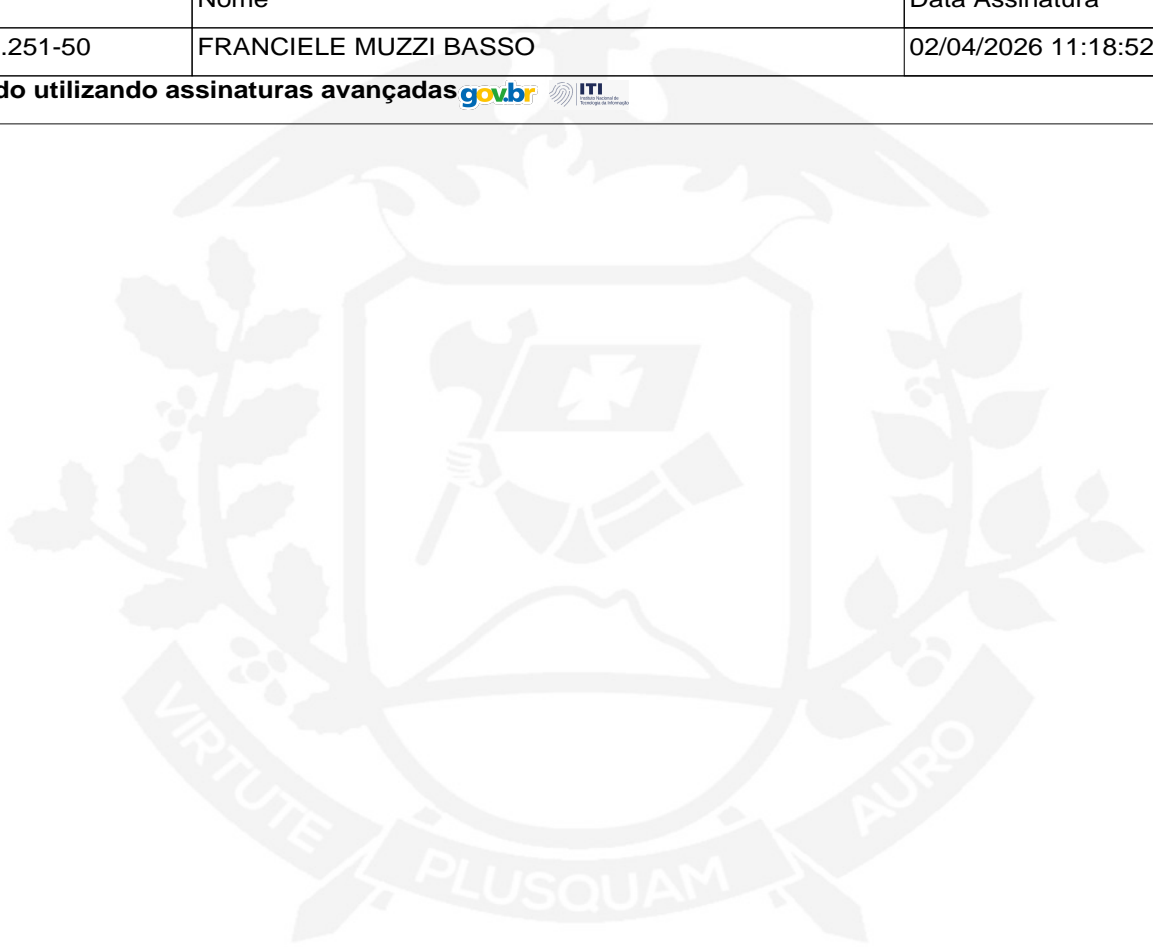 Nome Data Assinatura
.251-50 FRANCIELE MUZZI BASSO 02/04/2026 11:18:52
do utilizando assinaturas avançadas gov.br ITI
VIRTUTE PLUSQUAM AURO